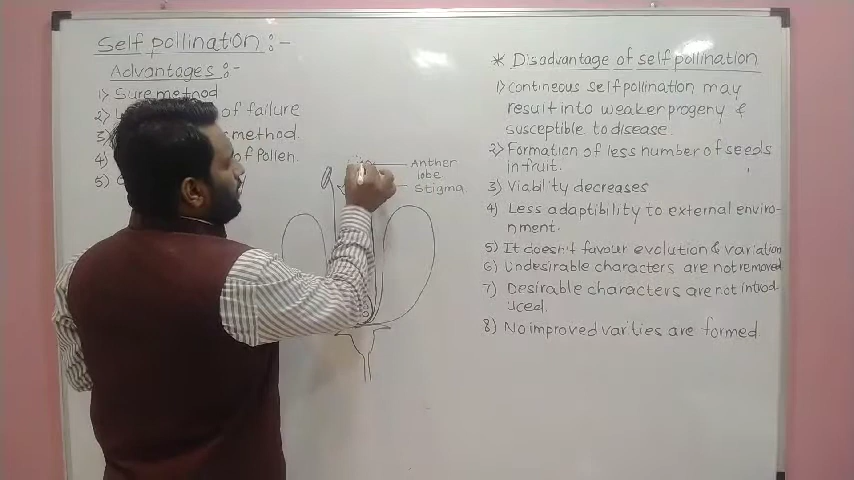 Self pollination :-
Advantages :-
1) Sure method
2) of failure
3) method.
4) of Pollen.
5)
Anther
lobe
Stigma
* Disadvantage of self pollination
1) contineous self pollination may
result into weaker progeny &
susceptible to disease.
2) Formation of less number of seeds
in fruit.
3) Viability decreases
4) Less adaptibility to external enviro-
nment.
5) It doesn't favour evolution & variation
6) Undesirable characters are not removed
7) Desirable characters are not introd
uced.
8) No improved varities are formed